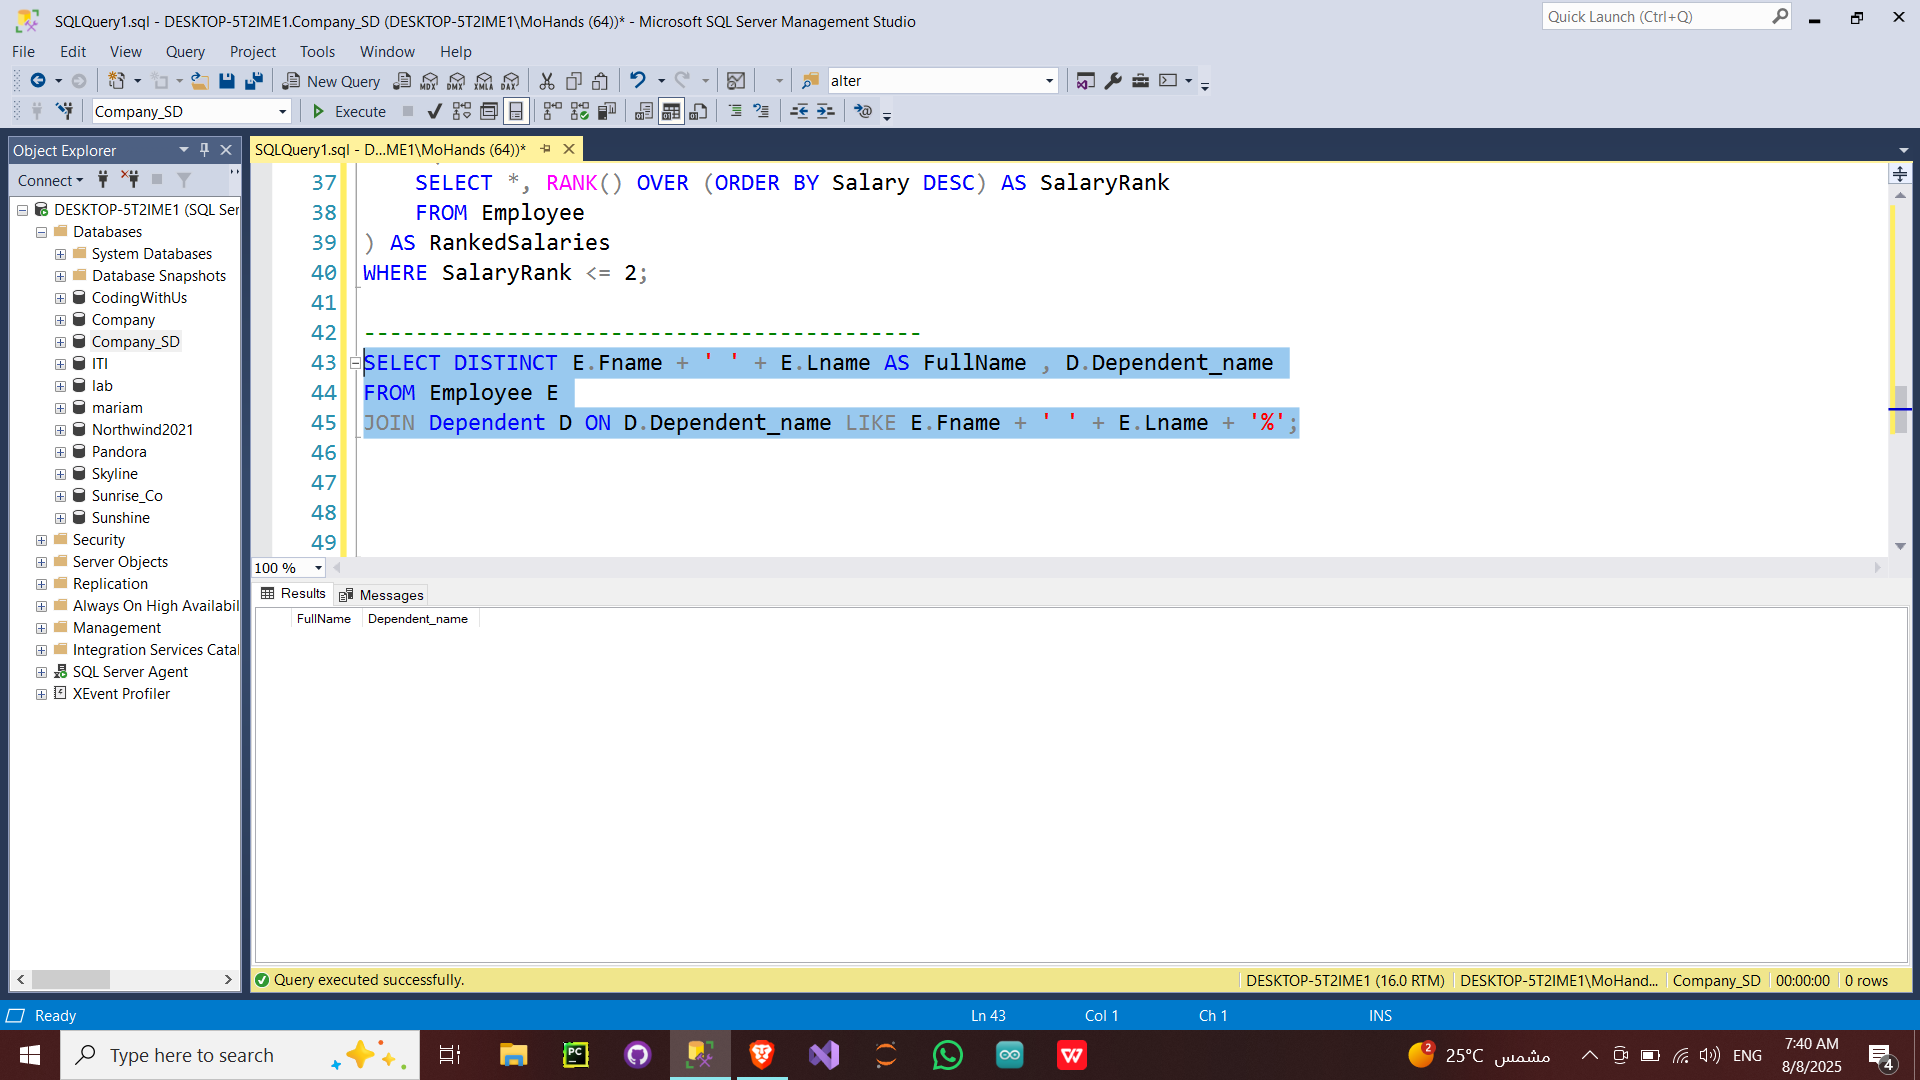 SQLQuery1.sql - DESKTOP-5T2IME1.Company_SD (DESKTOP-5T2IME1\MoHands (64))* - Microsoft SQL Server Management Studio
Quick Launch (Ctrl+Q)
File Edit View Query Project Tools Window Help
New Query
MDX DMX XMLA DAX
alter
Company_SD
Execute
Object Explorer
Connect
DESKTOP-5T2IME1 (SQL Ser
Databases
System Databases
Database Snapshots
CodingWithUs
Company
Company_SD
ITI
lab
mariam
Northwind2021
Pandora
Skyline
Sunrise_Co
Sunshine
Security
Server Objects
Replication
Always On High Availabil
Management
Integration Services Catal
SQL Server Agent
XEvent Profiler
SQLQuery1.sql - D...ME1\MoHands (64))*
37 SELECT *, RANK() OVER (ORDER BY Salary DESC) AS SalaryRank
38 FROM Employee
39 ) AS RankedSalaries
40 WHERE SalaryRank <= 2;
41
42 -------------------------------------------
43 SELECT DISTINCT E.Fname + ' ' + E.Lname AS FullName , D.Dependent_name
44 FROM Employee E
45 JOIN Dependent D ON D.Dependent_name LIKE E.Fname + ' ' + E.Lname + '%';
46
47
48
49
100 %
Results Messages
FullName Dependent_name
Query executed successfully.
DESKTOP-5T2IME1 (16.0 RTM) DESKTOP-5T2IME1\MoHand... Company_SD 00:00:00 0 rows
Ready
Ln 43 Col 1 Ch 1 INS
Type here to search
PC
W
2
25°C مشمس
ENG
7:40 AM
8/8/2025
4